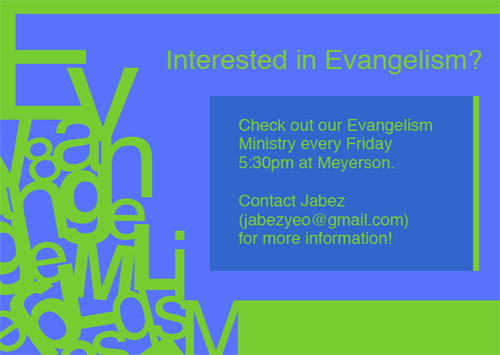 Interested in Evangelism?
Check out our Evangelism
Ministry every Friday
5:30pm at Meyerson.
Contact Jabez
(jabezyeo@gmail.com)
for more information!